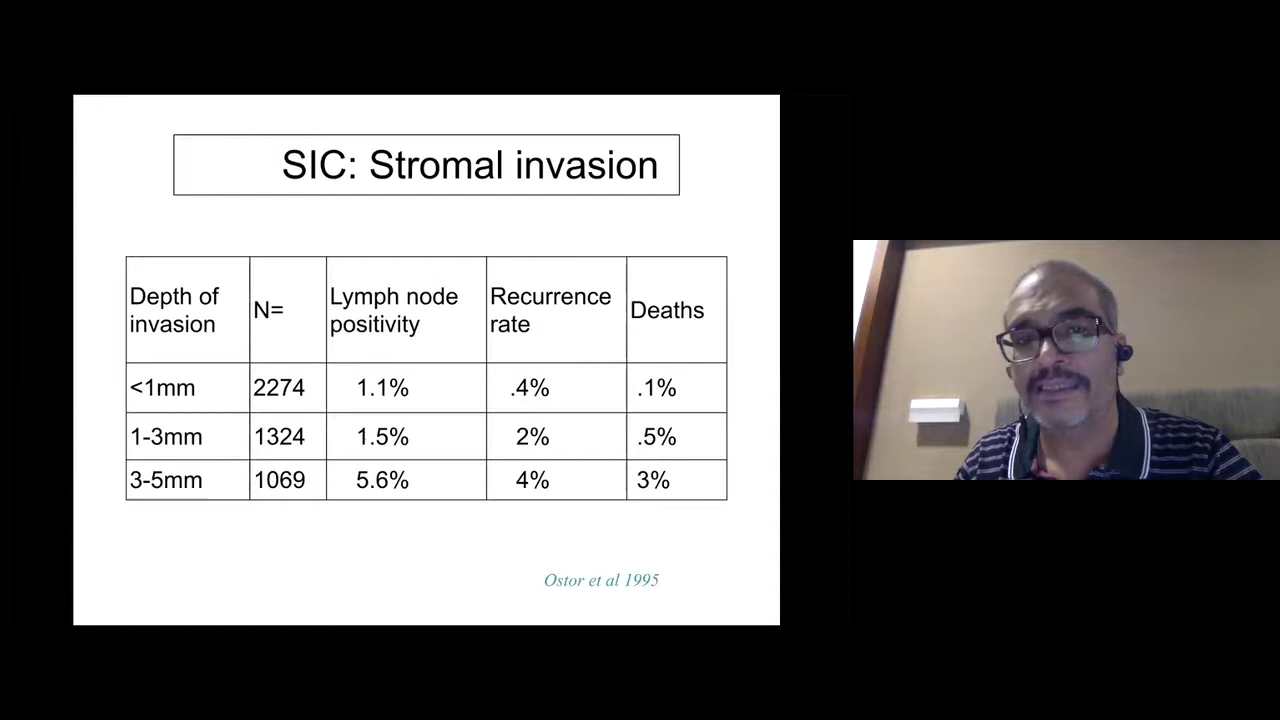 SIC: Stromal invasion
Depth of invasion N= Lymph node positivity Recurrence rate Deaths
<1mm 2274 1.1% .4% .1%
1-3mm 1324 1.5% 2% .5%
3-5mm 1069 5.6% 4% 3%
Ostor et al 1995